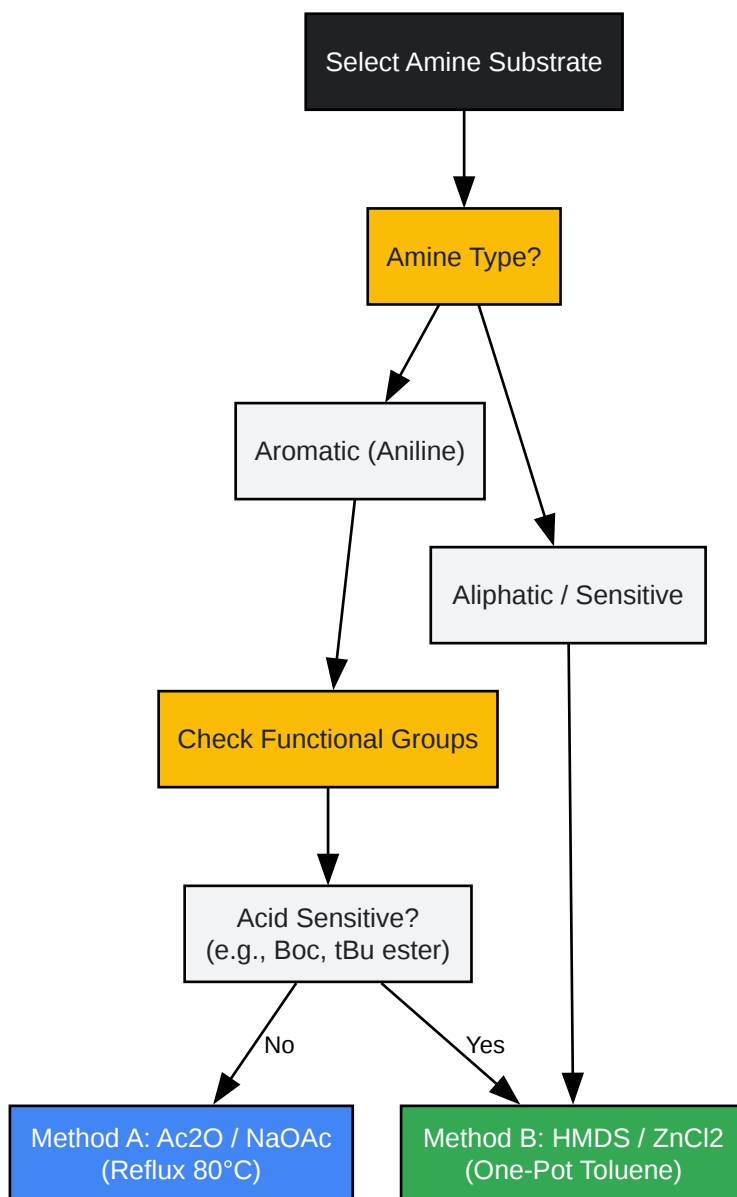 Select Amine Substrate
Amine Type?
Aromatic (Aniline)
Aliphatic / Sensitive
Check Functional Groups
Acid Sensitive?
(e.g., Boc, tBu ester)
No
Yes
Method A: Ac2O / NaOAc
(Reflux 80°C)
Method B: HMDS / ZnCl2
(One-Pot Toluene)